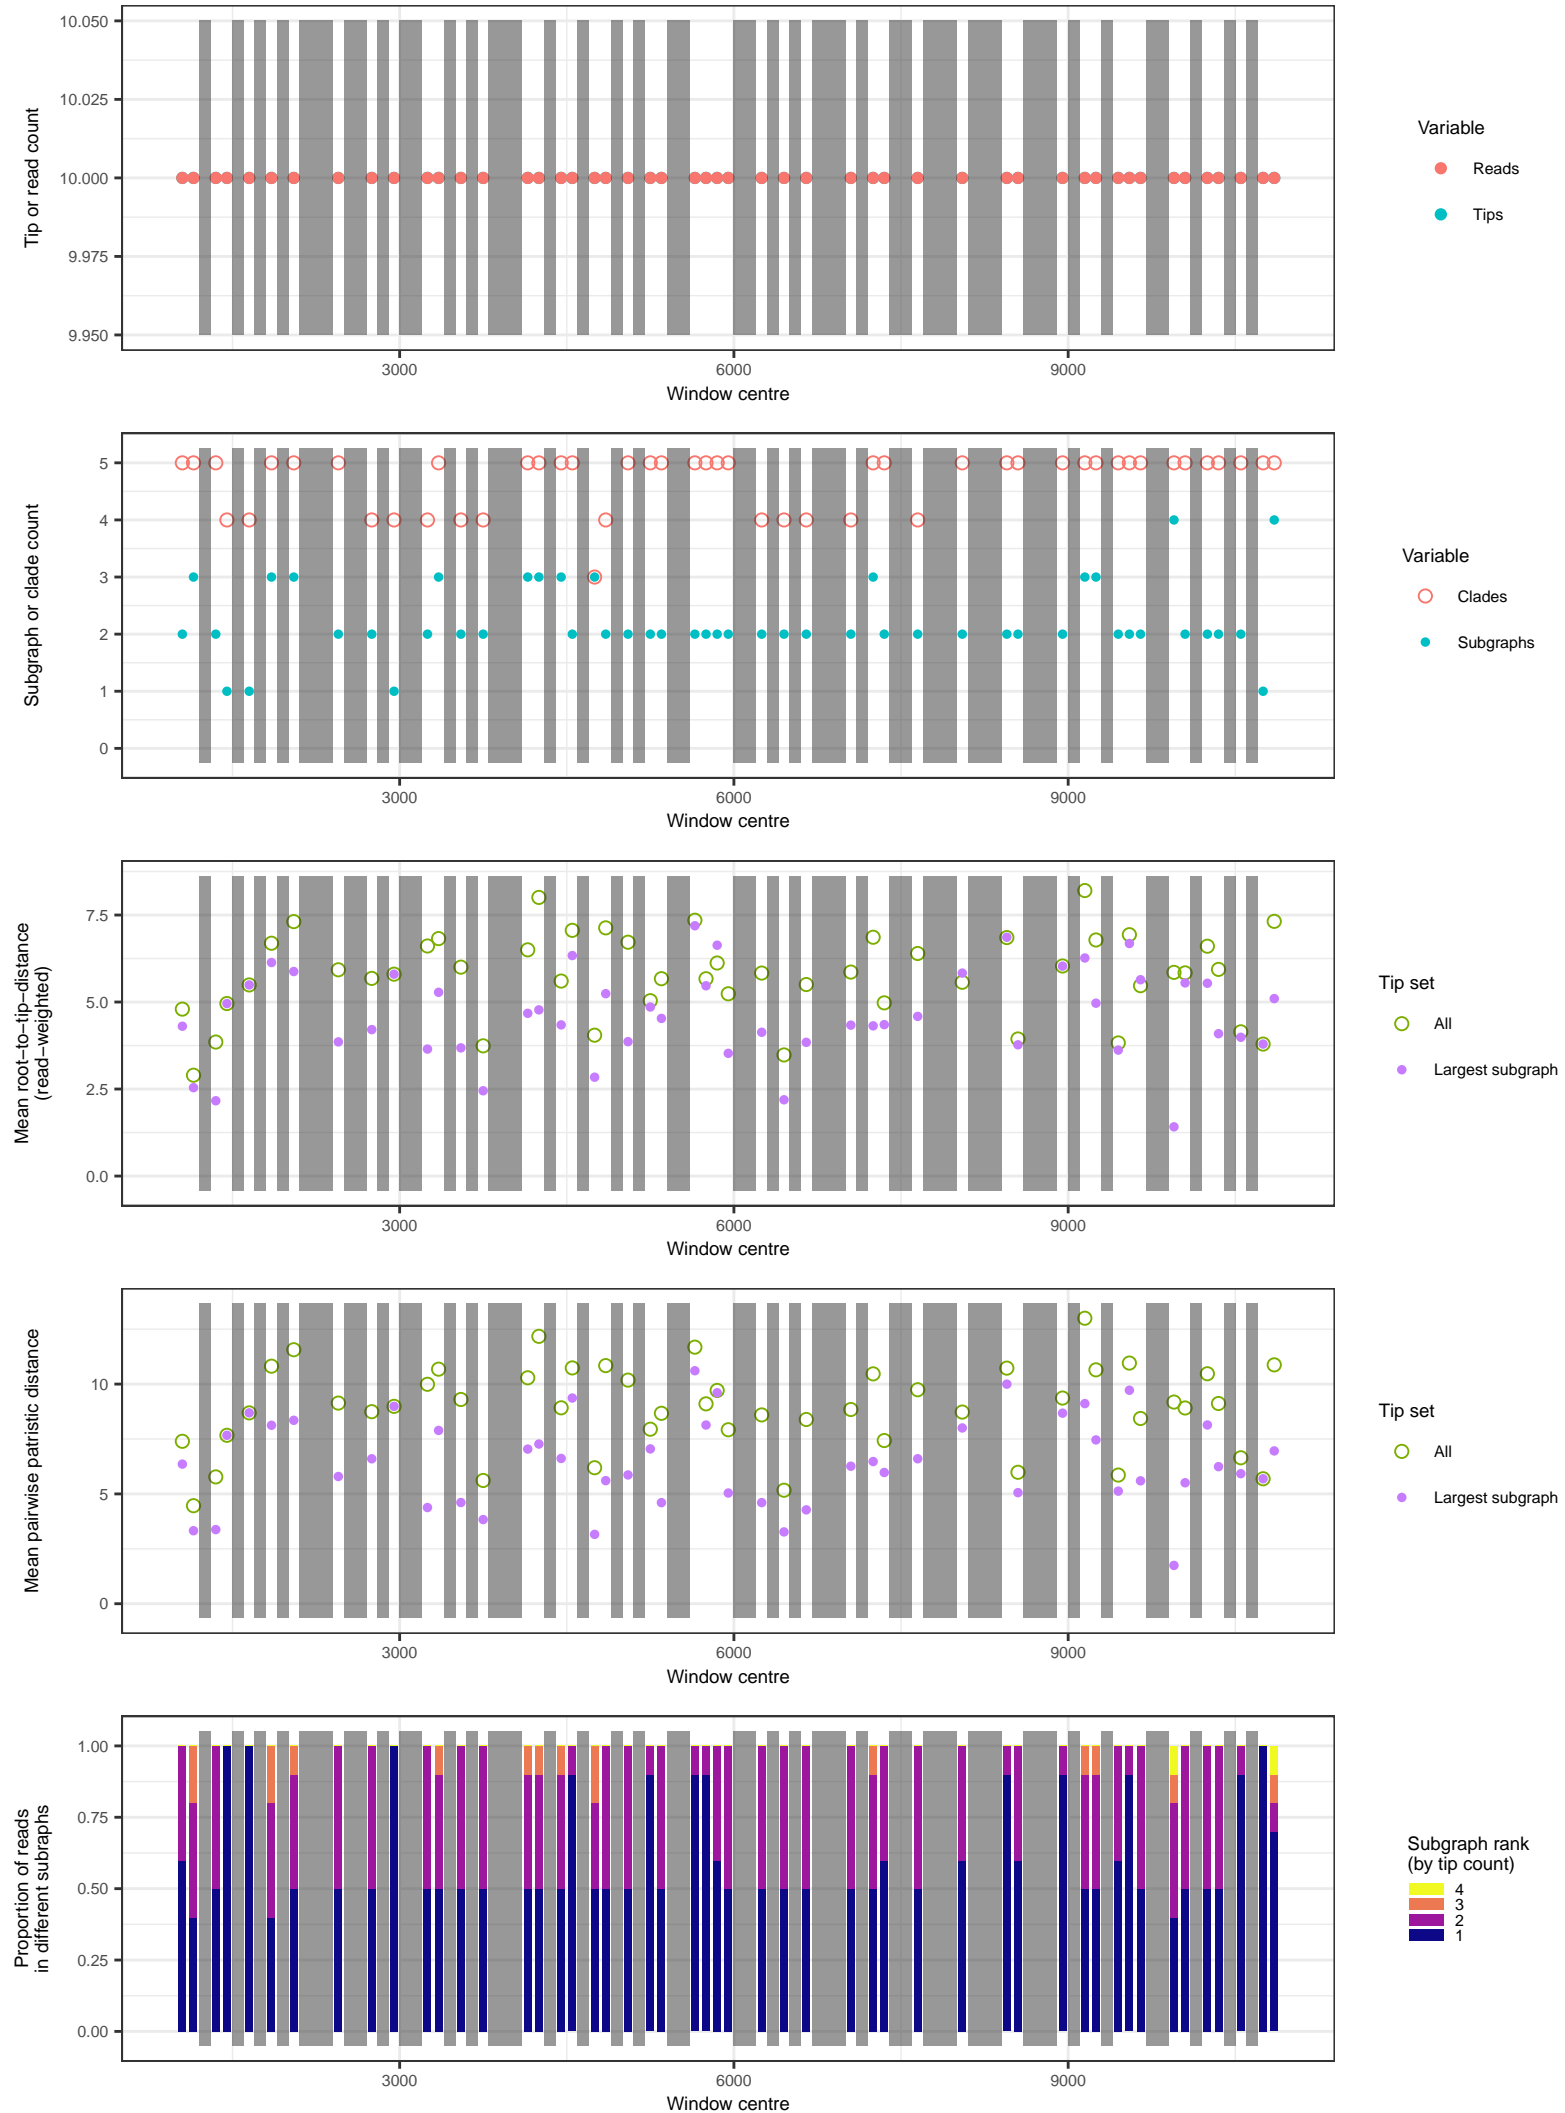 10.050
10.025
10.000
9.975
9.950
Tip or read count
3000
6000
9000
Window centre
Variable
Reads
Tips
5
4
3
2
1
0
Subgraph or clade count
3000
6000
9000
Window centre
Variable
Clades
Subgraphs
7.5
5.0
2.5
0.0
Mean root−to−tip−distance
(read−weighted)
3000
6000
9000
Window centre
Tip set
All
Largest subgraph
10
5
0
Mean pairwise patristic distance
3000
6000
9000
Window centre
Tip set
All
Largest subgraph
1.00
0.75
0.50
0.25
0.00
Proportion of reads
in different subraphs
3000
6000
9000
Window centre
Subgraph rank
(by tip count)
4
3
2
1